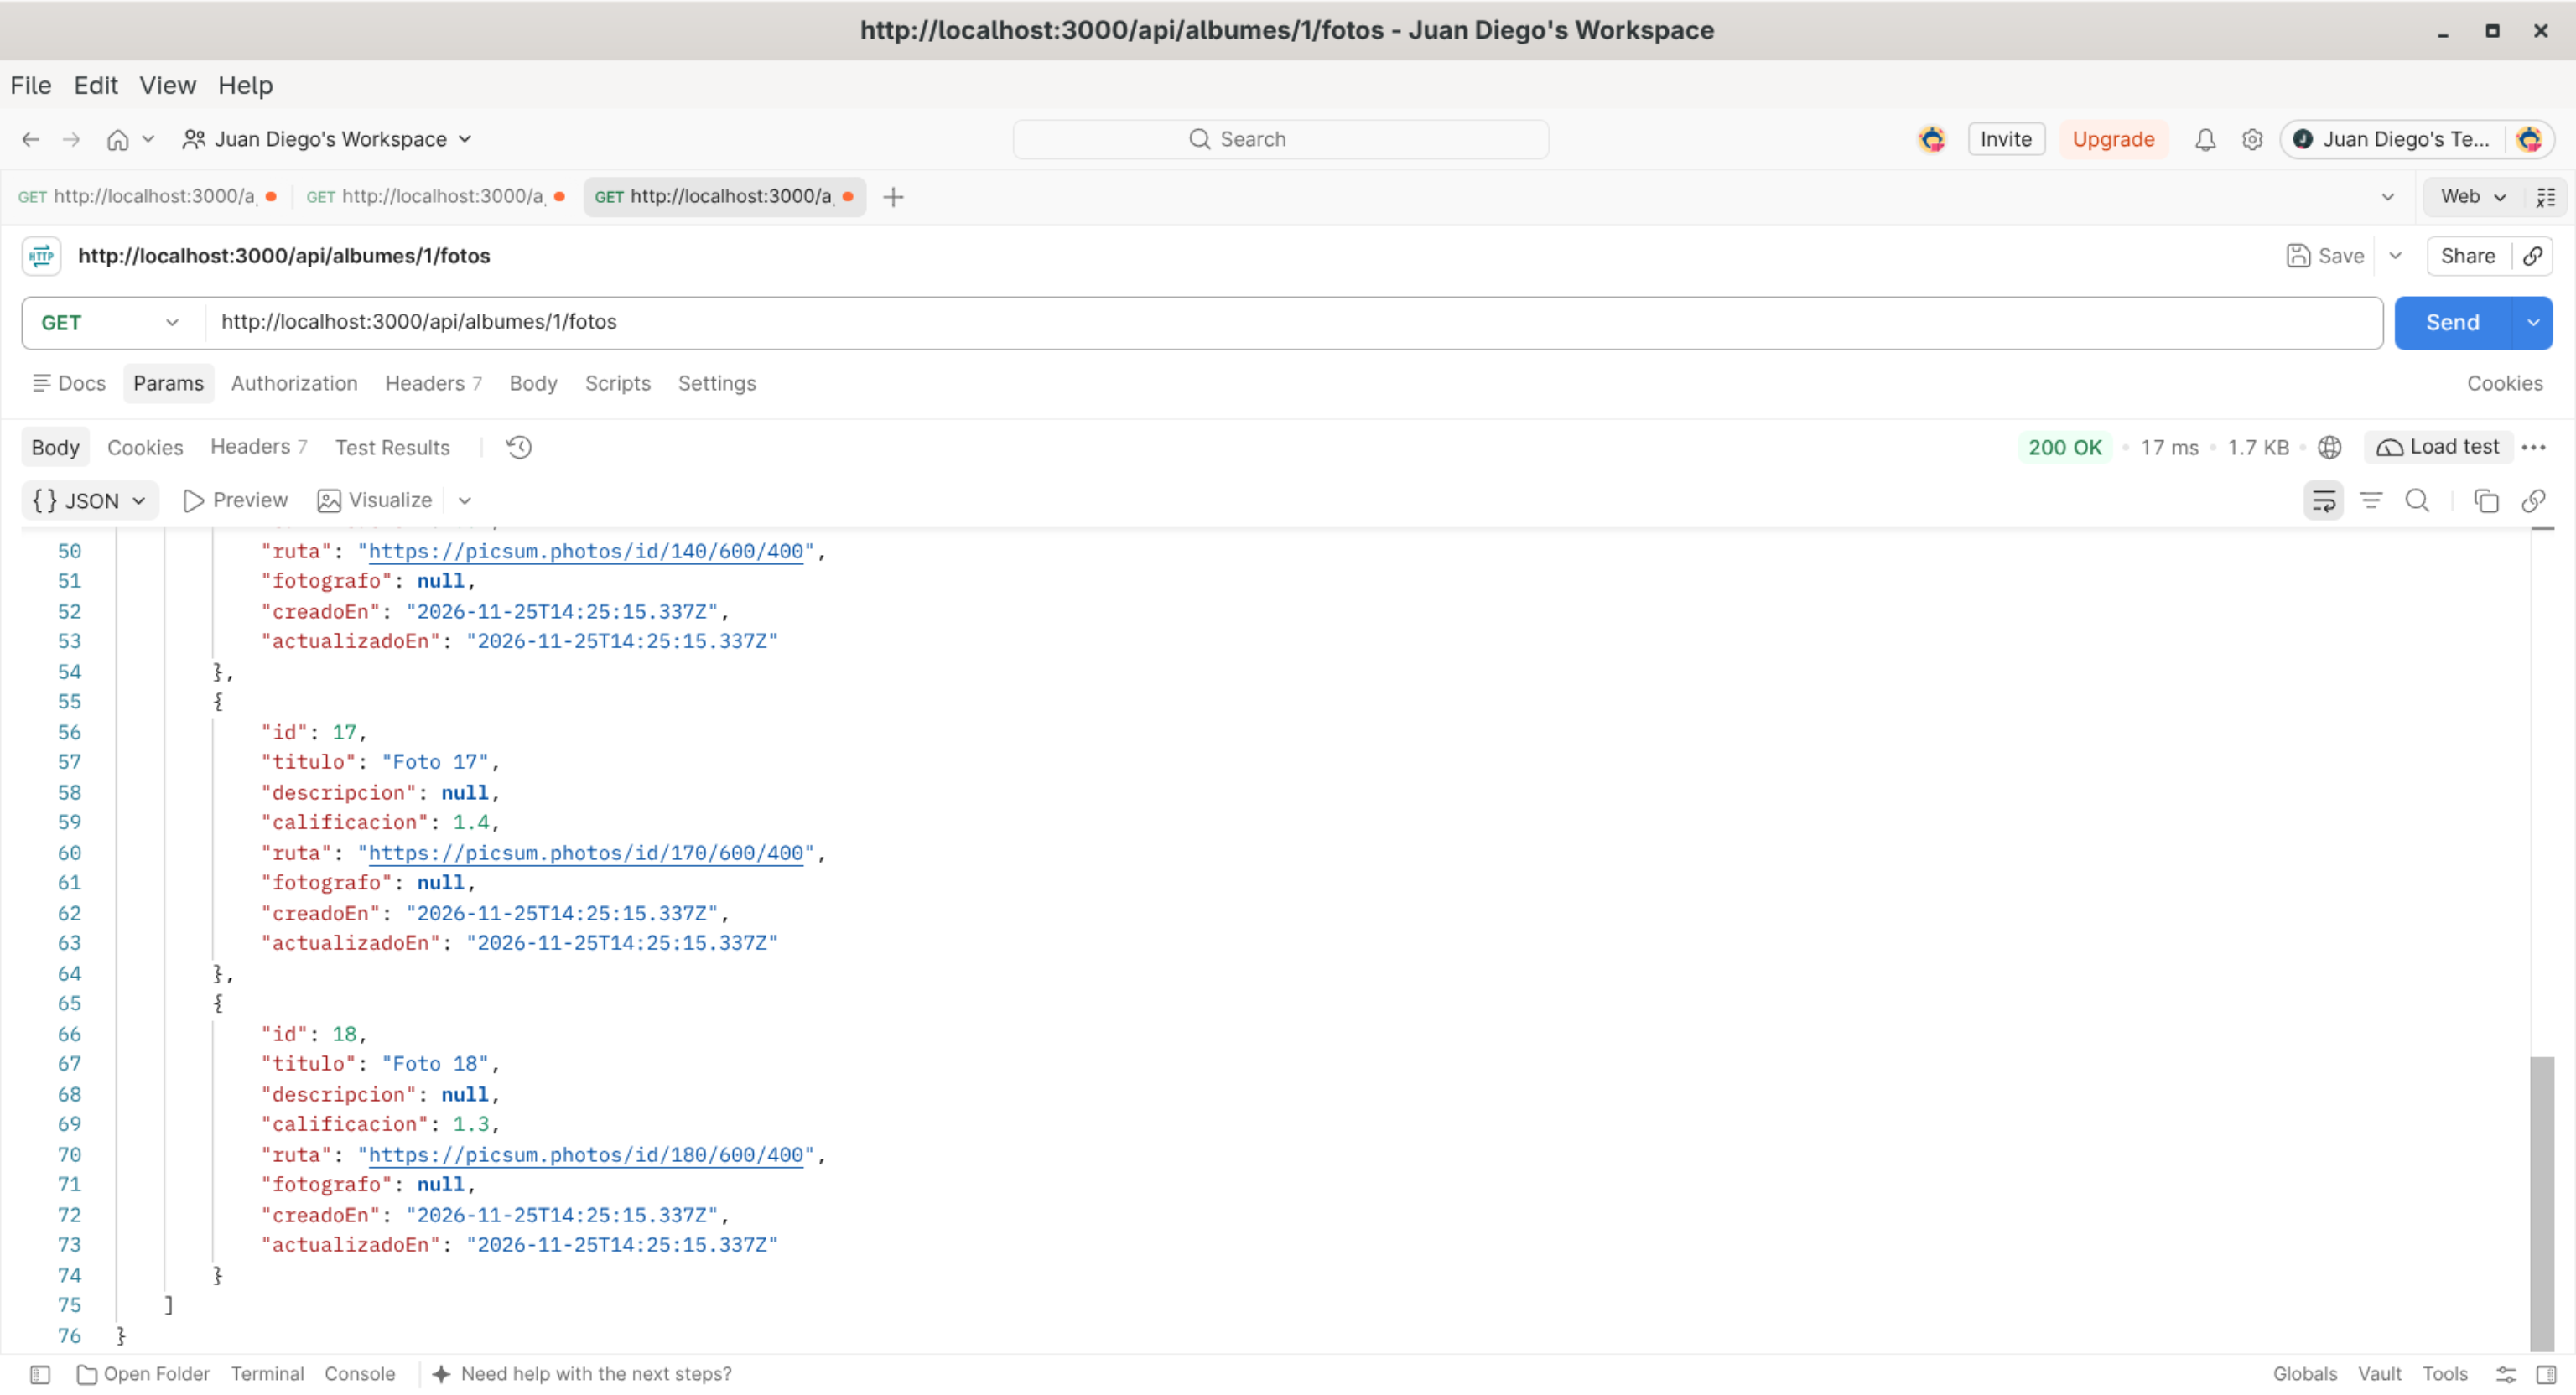 http://localhost:3000/api/albumes/1/fotos - Juan Diego's Workspace
File Edit View Help
Juan Diego's Workspace Search Invite Upgrade Juan Diego's Te...
GET http://localhost:3000/a GET http://localhost:3000/a GET http://localhost:3000/a Web
HTTP http://localhost:3000/api/albumes/1/fotos Save Share
GET http://localhost:3000/api/albumes/1/fotos Send
Docs Params Authorization Headers 7 Body Scripts Settings Cookies
Body Cookies Headers 7 Test Results 200 OK • 17 ms • 1.7 KB • Load test
{} JSON Preview Visualize
50 "ruta": "https://picsum.photos/id/140/600/400",
51 "fotografo": null,
52 "creadoEn": "2026-11-25T14:25:15.337Z",
53 "actualizadoEn": "2026-11-25T14:25:15.337Z"
54 },
55 {
56 "id": 17,
57 "titulo": "Foto 17",
58 "descripcion": null,
59 "calificacion": 1.4,
60 "ruta": "https://picsum.photos/id/170/600/400",
61 "fotografo": null,
62 "creadoEn": "2026-11-25T14:25:15.337Z",
63 "actualizadoEn": "2026-11-25T14:25:15.337Z"
64 },
65 {
66 "id": 18,
67 "titulo": "Foto 18",
68 "descripcion": null,
69 "calificacion": 1.3,
70 "ruta": "https://picsum.photos/id/180/600/400",
71 "fotografo": null,
72 "creadoEn": "2026-11-25T14:25:15.337Z",
73 "actualizadoEn": "2026-11-25T14:25:15.337Z"
74 }
75 ]
76 }
Open Folder Terminal Console Need help with the next steps? Globals Vault Tools